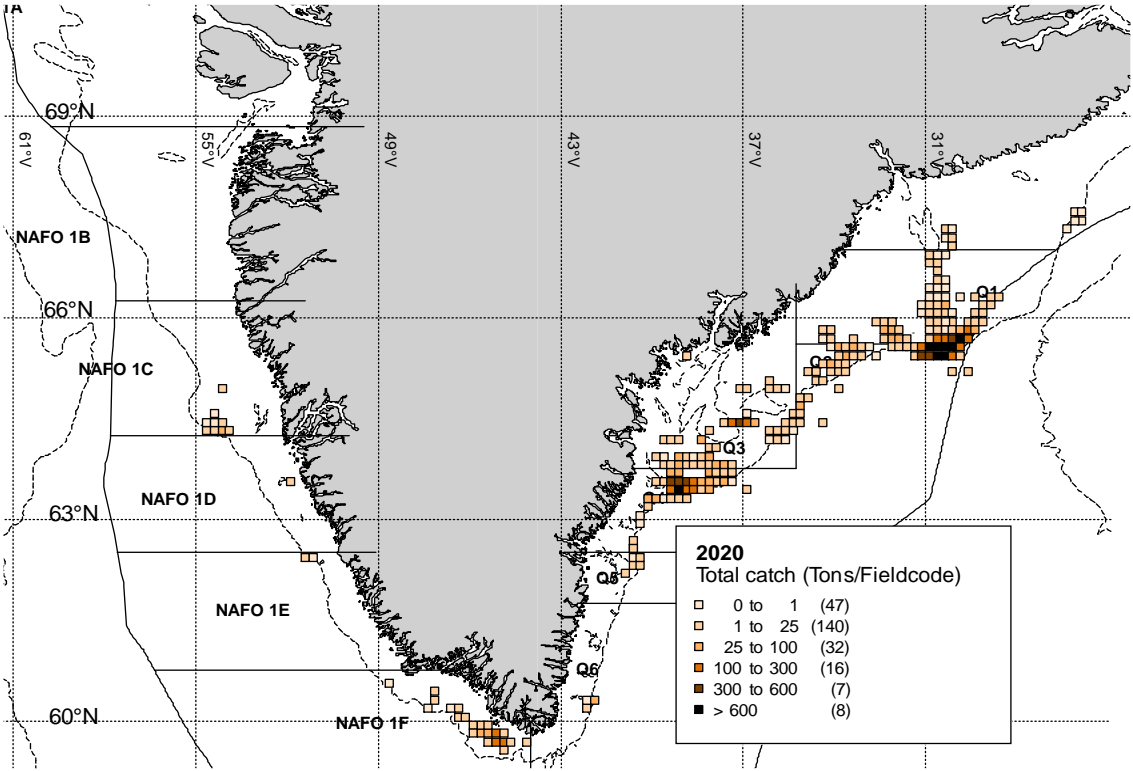 1A
69°N
61°V
55°V
49°V
43°V
37°V
31°V
NAFO 1B
Q1
66°N
NAFO 1C
Q3
NAFO 1D
63°N
Q5
NAFO 1E
Q6
NAFO 1F
60°N
2020
Total catch (Tons/Fieldcode)
0 to 1 (47)
1 to 25 (140)
25 to 100 (32)
100 to 300 (16)
300 to 600 (7)
> 600 (8)